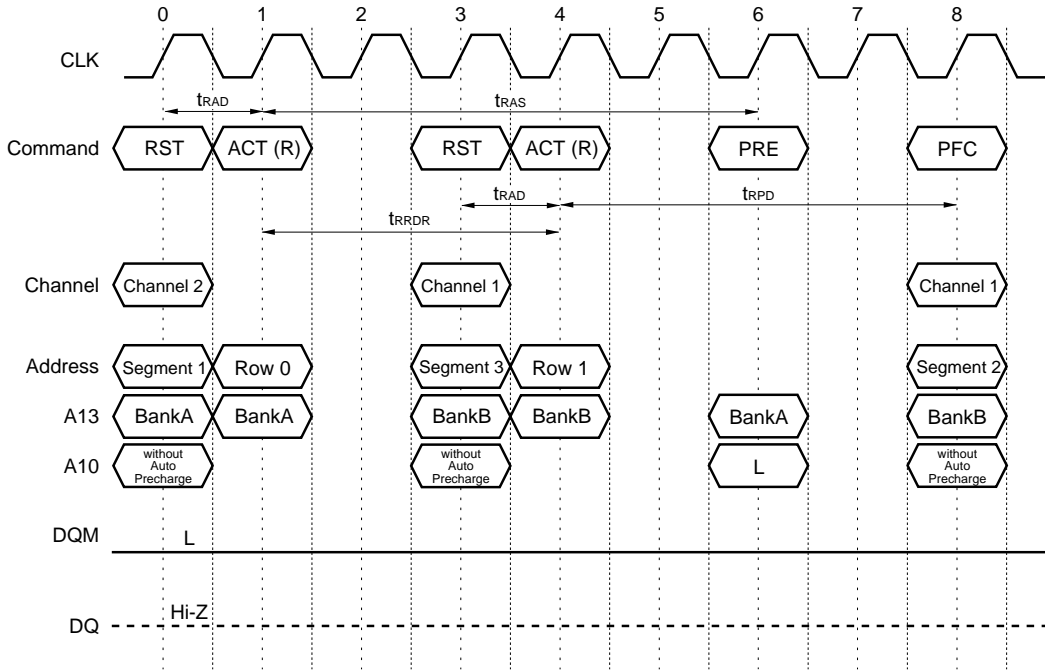 0 1 2 3 4 5 6 7 8
CLK
tRAD tRAS
Command RST ACT (R) RST ACT (R) PRE PFC
tRAD tRPD
tRRDR
Channel Channel 2 Channel 1 Channel 1
Address Segment 1 Row 0 Segment 3 Row 1 Segment 2
A13 BankA BankA BankB BankB BankA BankB
A10 without Auto Precharge without Auto Precharge L without Auto Precharge
DQM L
DQ Hi-Z